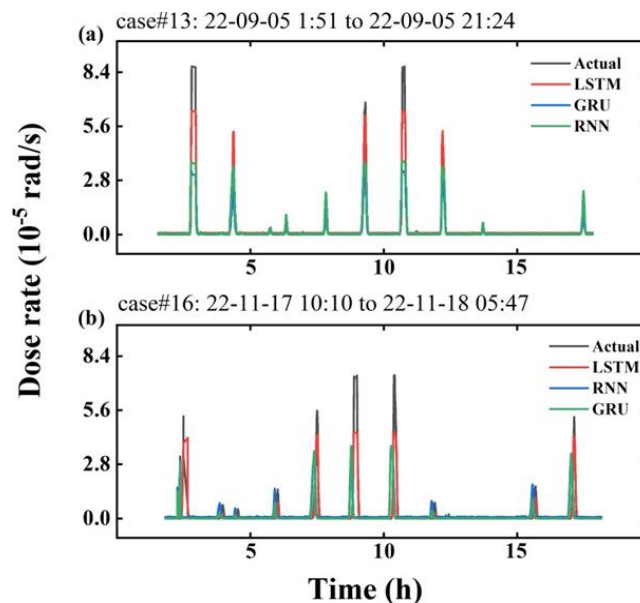 (a)
case#13: 22-09-05 1:51 to 22-09-05 21:24
8.4
5.6
2.8
0.0
Actual
LSTM
GRU
RNN
5
10
15
(b)
case#16: 22-11-17 10:10 to 22-11-18 05:47
8.4
5.6
2.8
0.0
Actual
LSTM
RNN
GRU
5
10
15
Dose rate (10⁻⁵ rad/s)
Time (h)